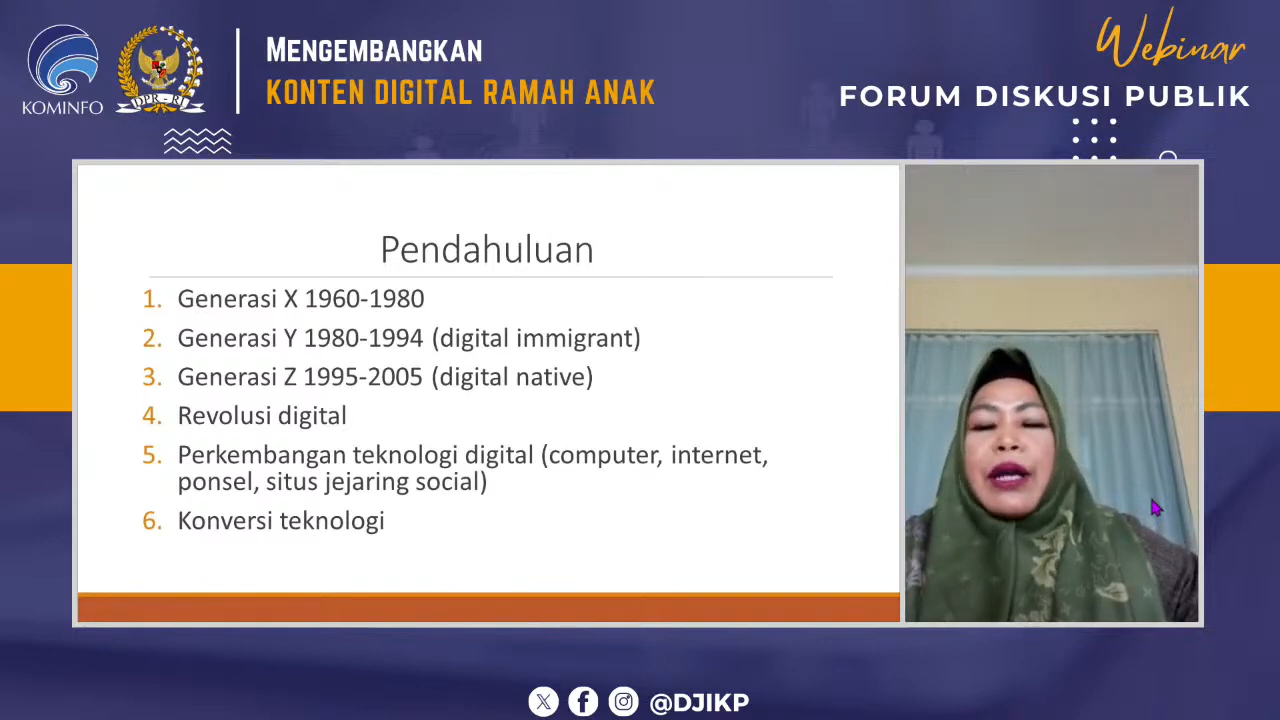 KOMINFO
DPR-RI
MENGEMBANGKAN
KONTEN DIGITAL RAMAH ANAK
Webinar
FORUM DISKUSI PUBLIK
Pendahuluan
1. Generasi X 1960-1980
2. Generasi Y 1980-1994 (digital immigrant)
3. Generasi Z 1995-2005 (digital native)
4. Revolusi digital
5. Perkembangan teknologi digital (computer, internet,
ponsel, situs jejaring social)
6. Konversi teknologi
@DJIKP